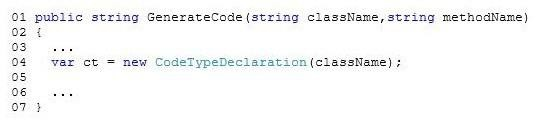 01 public string GenerateCode(string className,string methodName)
02 {
03   ...
04   var ct = new CodeTypeDeclaration(className);
05
06   ...
07 }